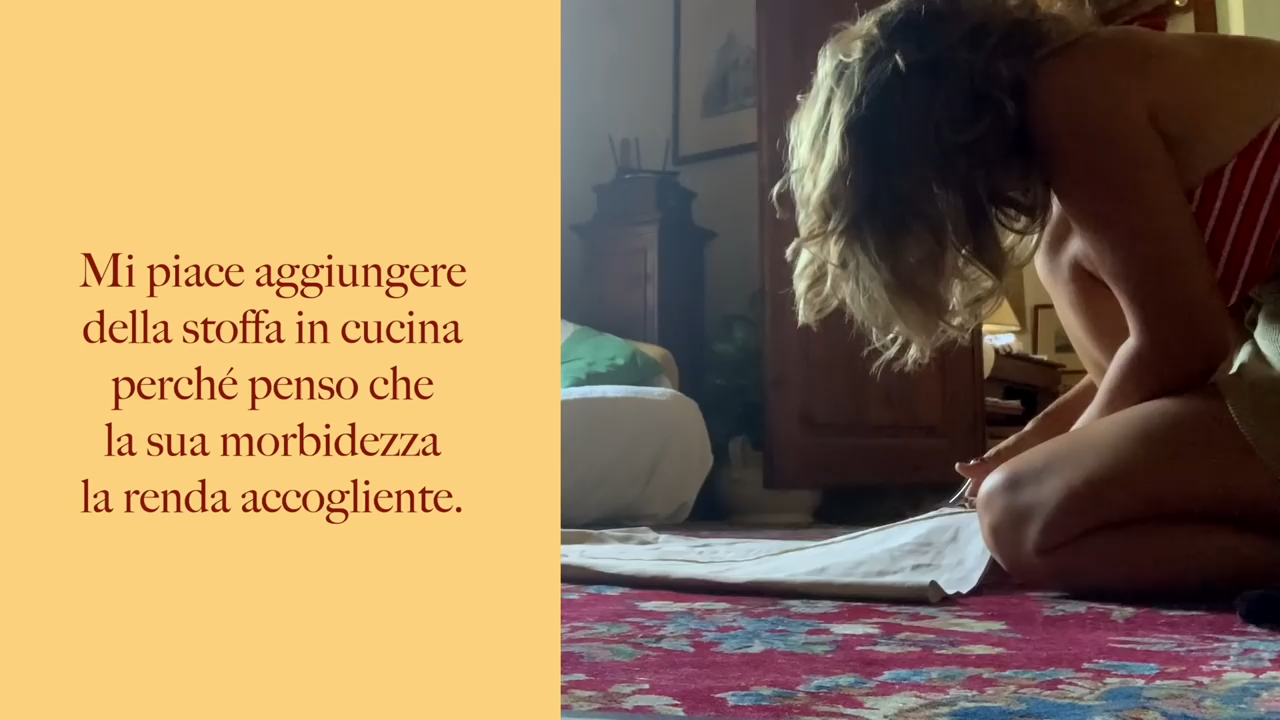 Mi piace aggiungere
della stoffa in cucina
perché penso che
la sua morbidezza
la renda accogliente.